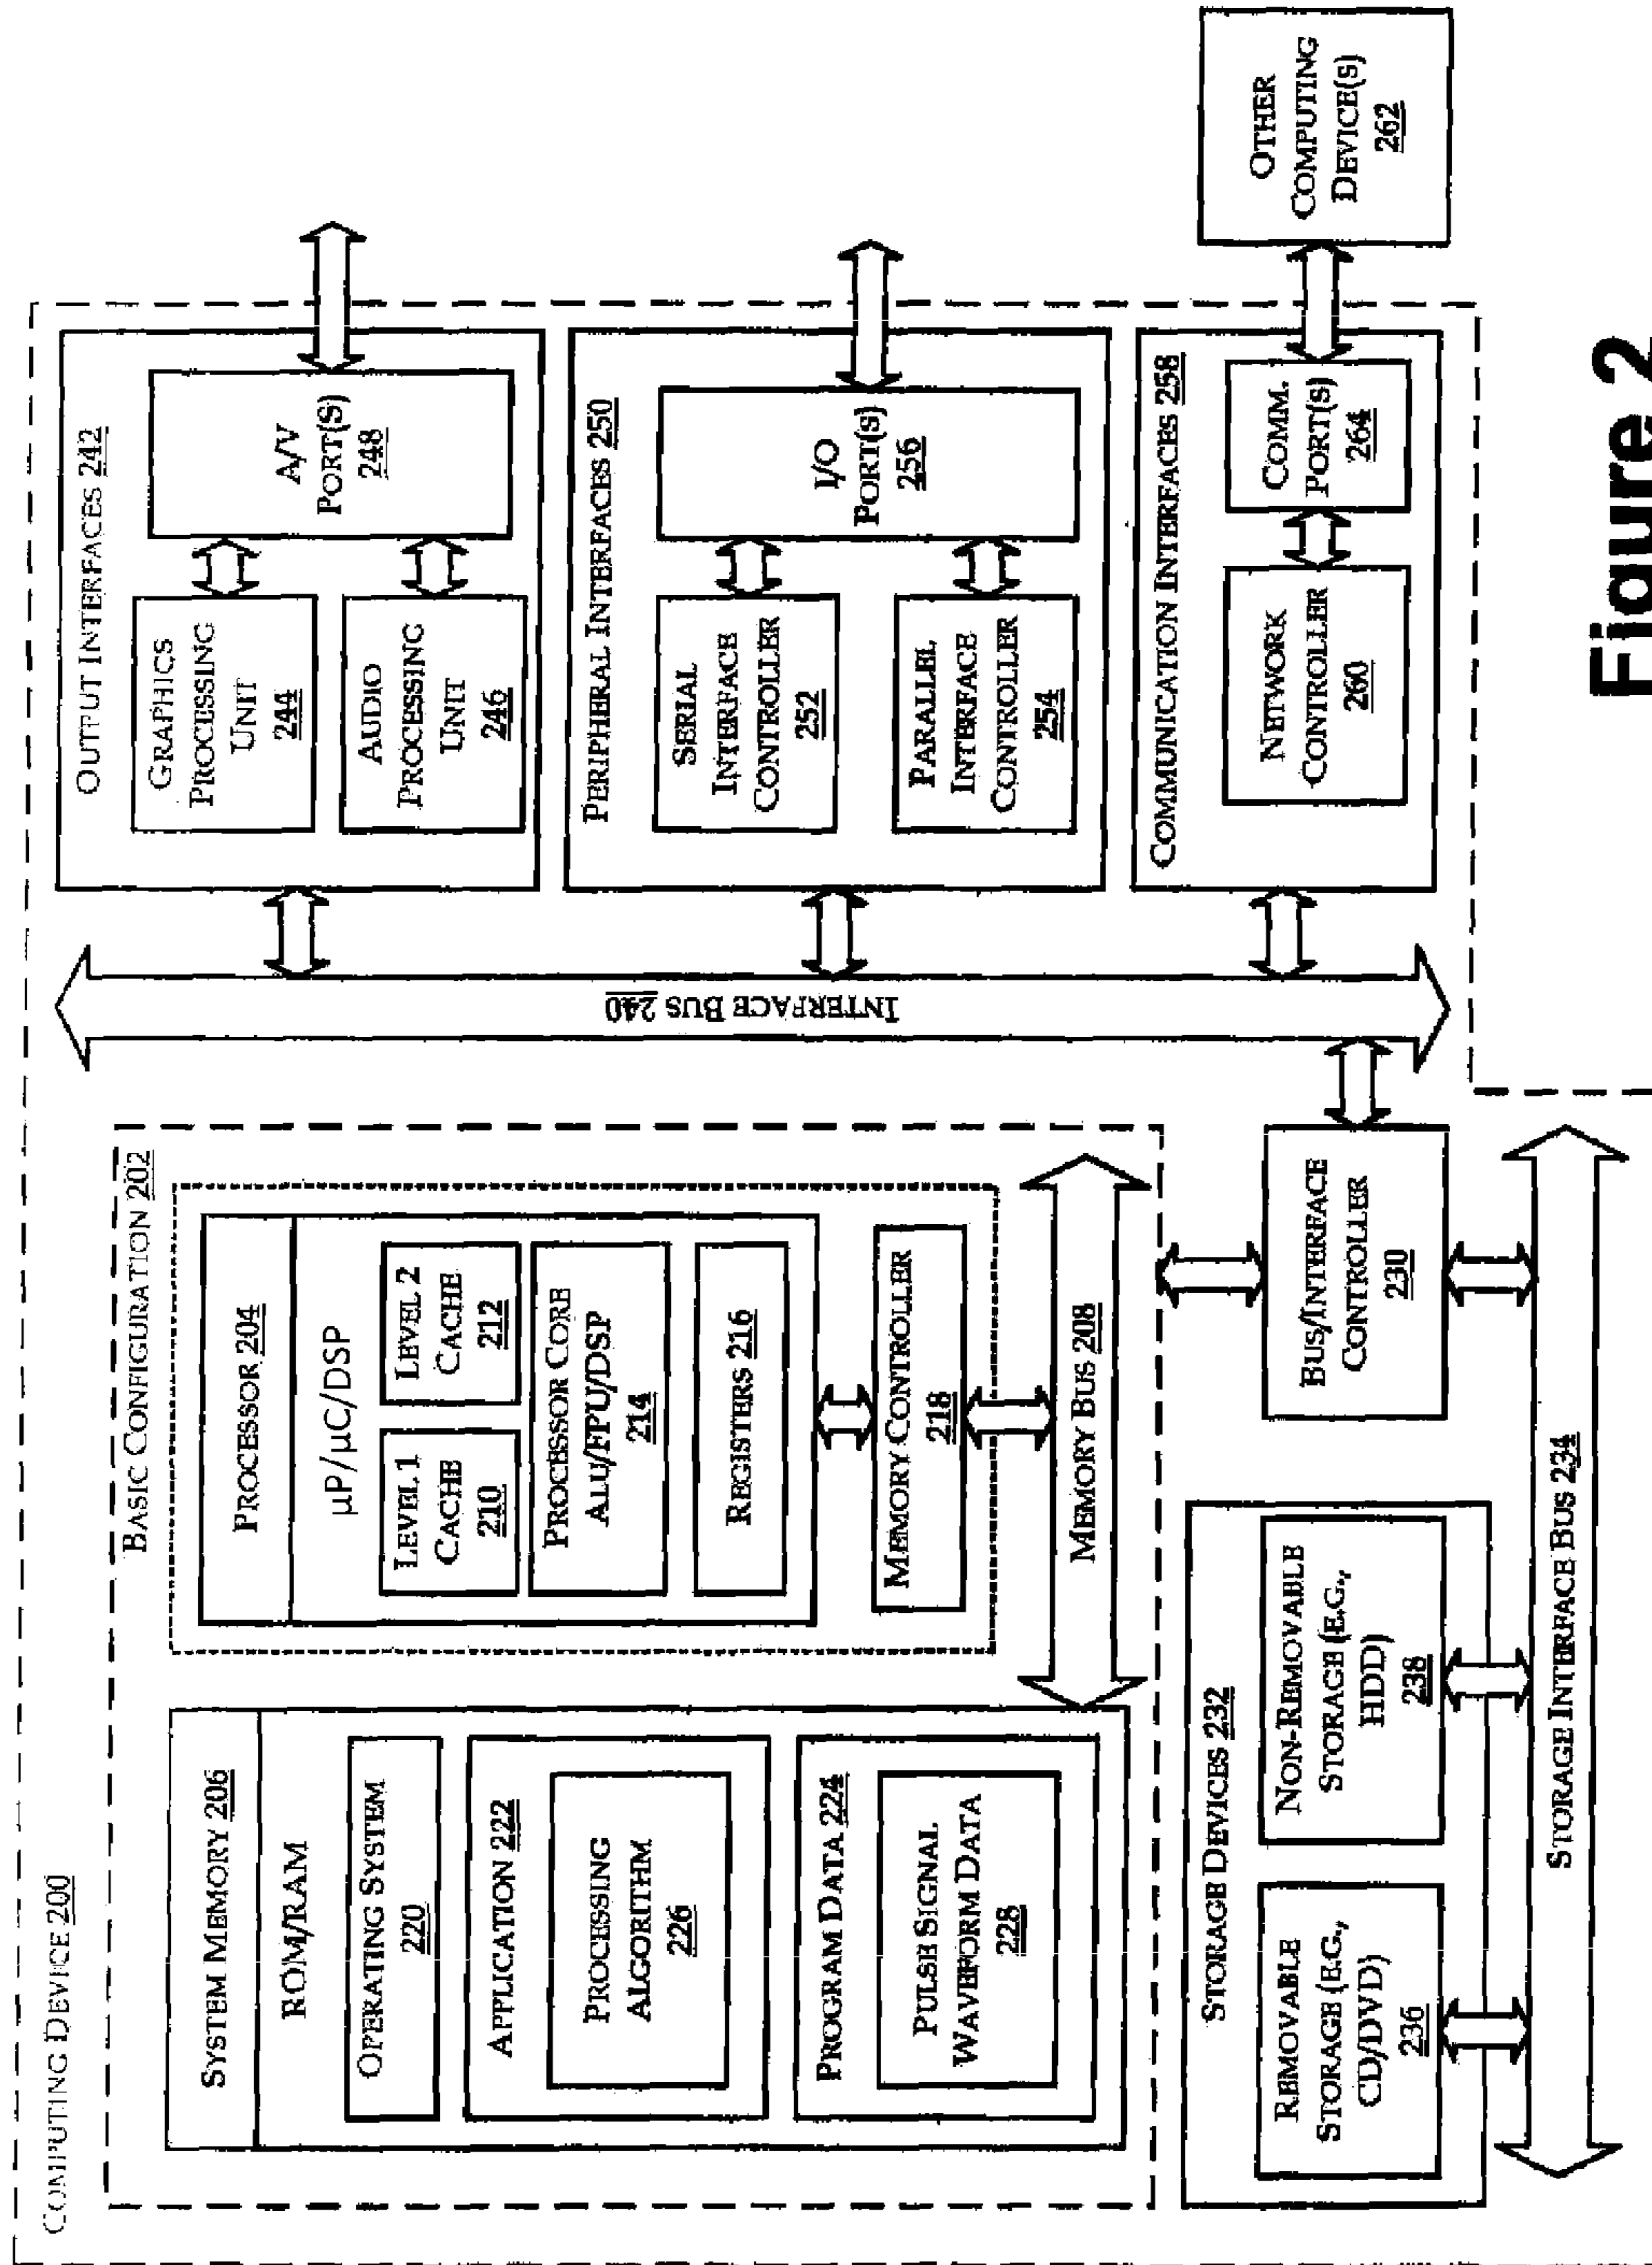 COMPUTING DEVICE 200
BASIC CONFIGURATION 202
SYSTEM MEMORY 206
ROM/RAM
OPERATING SYSTEM
220
APPLICATION 222
PROCESSING
ALGORITHM
226
PROGRAM DATA 224
PULSE SIGNAL
WAVEFORM DATA
228
PROCESSOR 204
µP/µC/DSP
LEVEL 1
CACHE
210
LEVEL 2
CACHE
212
PROCESSOR CORE
ALU/FPU/DSP
214
REGISTERS 216
MEMORY CONTROLLER
218
MEMORY BUS 208
BUS/INTERFACE
CONTROLLER
230
STORAGE DEVICES 232
REMOVABLE
STORAGE (E.G.,
CD/DVD)
236
NON-REMOVABLE
STORAGE (E.G.,
HDD)
238
STORAGE INTERFACE BUS 234
INTERFACE BUS 240
OUTPUT INTERFACES 242
GRAPHICS
PROCESSING
UNIT
244
AUDIO
PROCESSING
UNIT
246
A/V
PORT(S)
248
PERIPHERAL INTERFACES 250
SERIAL
INTERFACE
CONTROLLER
252
PARALLEL
INTERFACE
CONTROLLER
254
I/O
PORT(S)
256
COMMUNICATION INTERFACES 258
NETWORK
CONTROLLER
260
COMM.
PORT(S)
264
OTHER
COMPUTING
DEVICE(S)
262
Figure 2